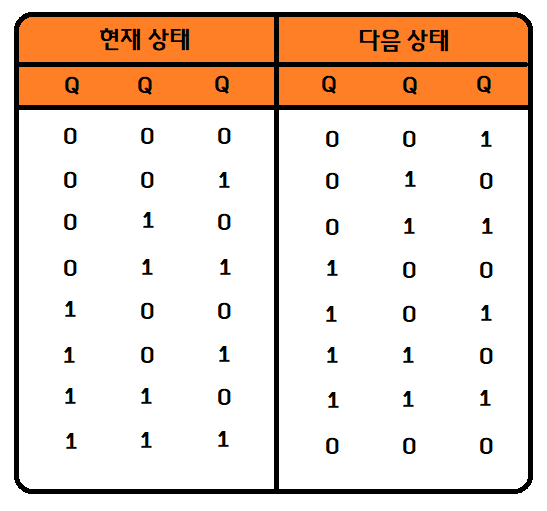 현재 상태 다음 상태
Q Q Q Q Q Q
0 0 0 0 0 1
0 0 1 0 1 0
0 1 0 0 1 1
0 1 1 1 0 0
1 0 0 1 0 1
1 0 1 1 1 0
1 1 0 1 1 1
1 1 1 0 0 0